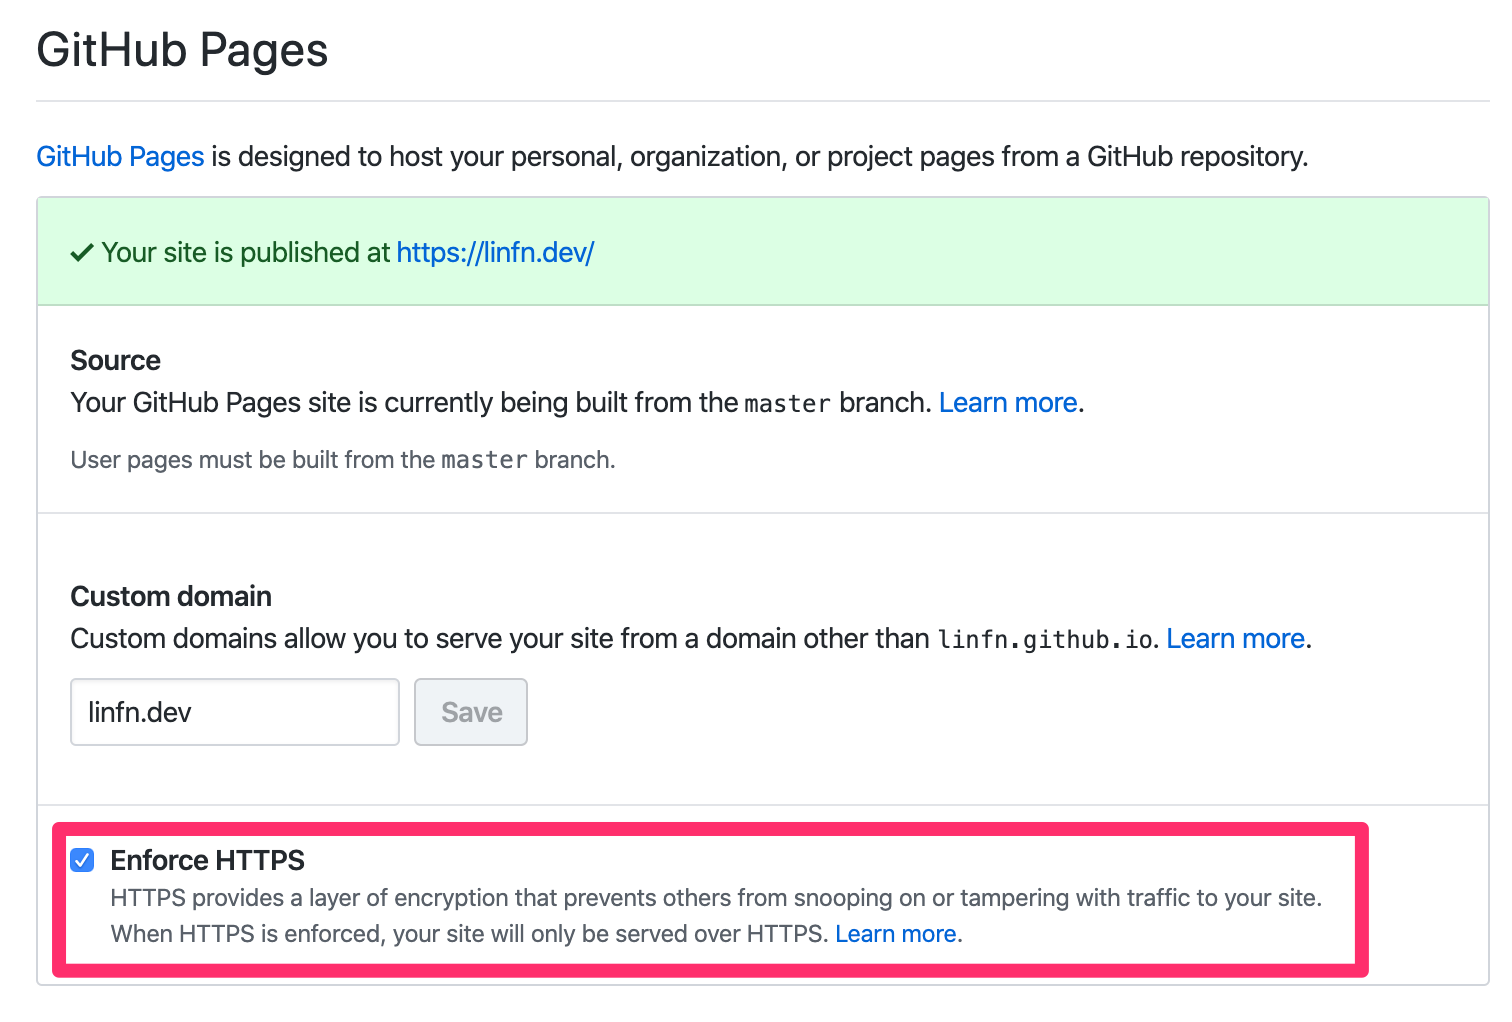 GitHub Pages
GitHub Pages is designed to host your personal, organization, or project pages from a GitHub repository.
Your site is published at https://linfn.dev/
Source
Your GitHub Pages site is currently being built from the master branch. Learn more.
User pages must be built from the master branch.
Custom domain
Custom domains allow you to serve your site from a domain other than linfn.github.io. Learn more.
linfn.dev Save
Enforce HTTPS
HTTPS provides a layer of encryption that prevents others from snooping on or tampering with traffic to your site.
When HTTPS is enforced, your site will only be served over HTTPS. Learn more.